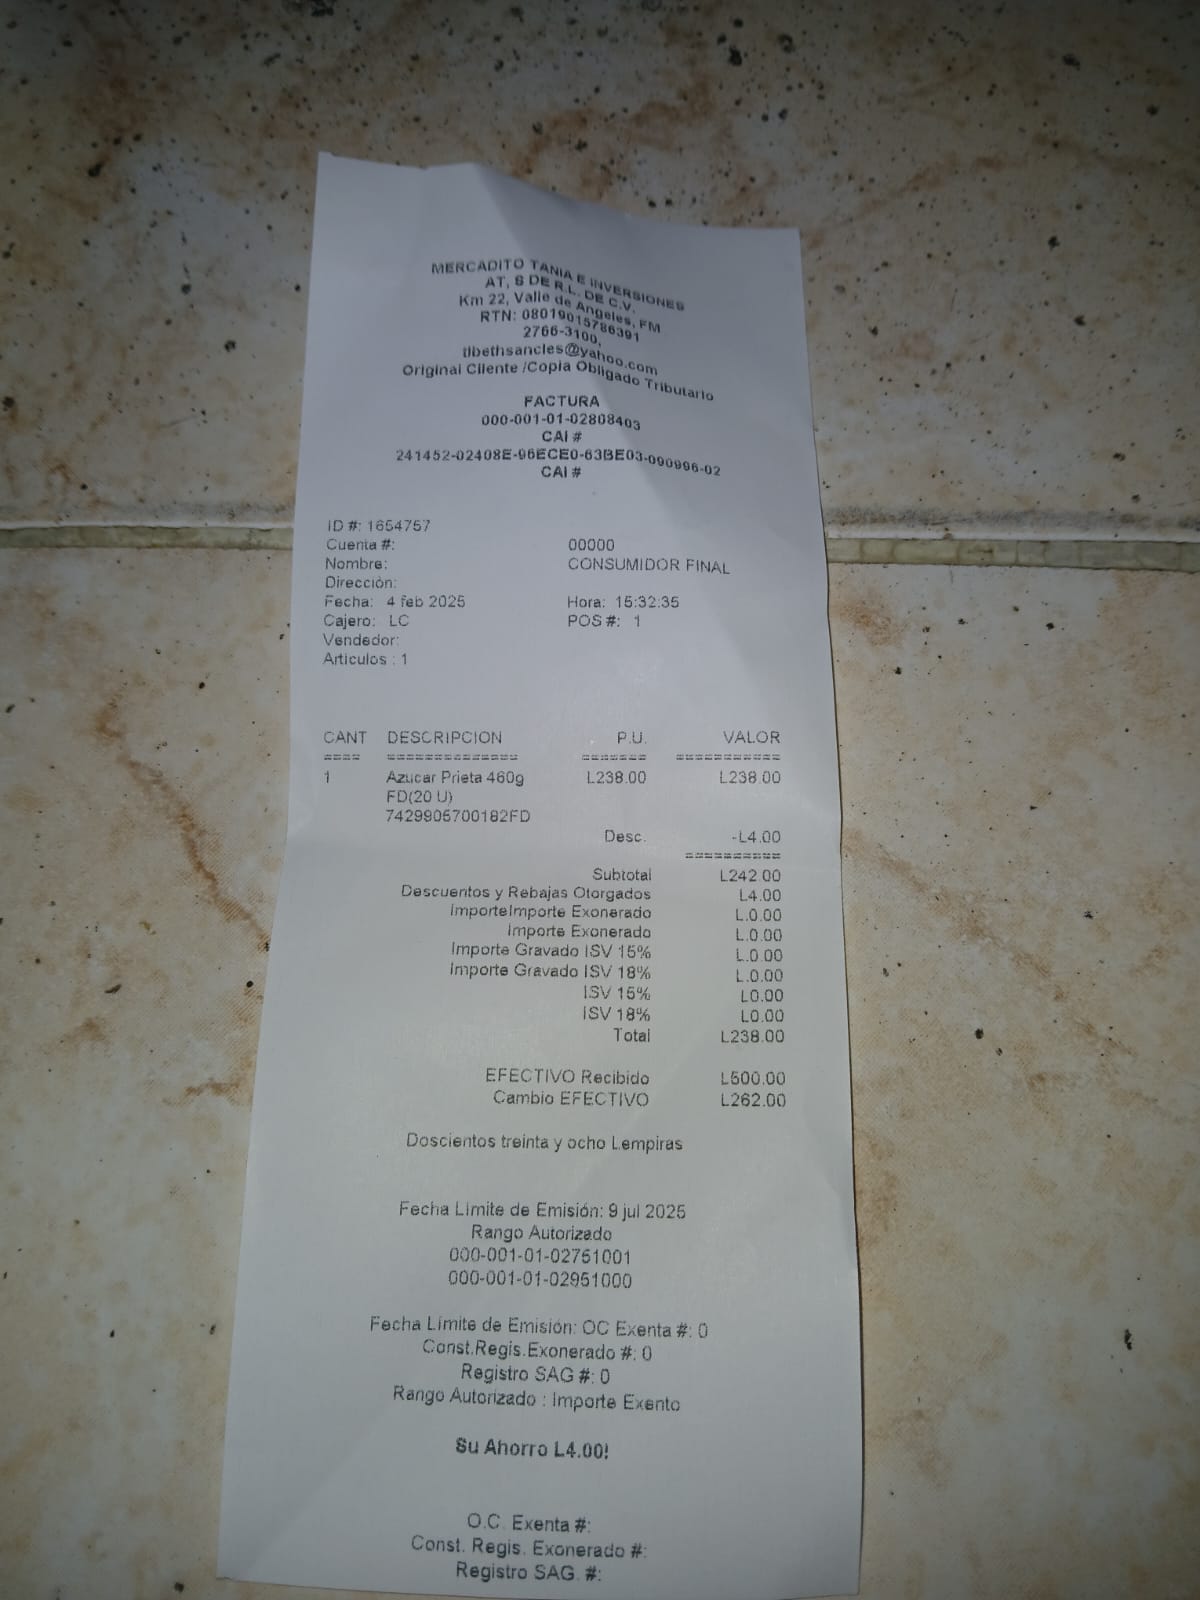 MERCADITO TANIA E INVERSIONES
AT, S DE R.L. DE C.V.
Km 22, Valle de Angeles, FM
RTN: 08019015786391
2766-3100,
tlbethsancles@yahoo.com
Original Cliente /Copia Obligado Tributario
FACTURA
000-001-01-02808403
CAI #
241452-02408E-96ECE0-63BE03-090996-02
CAI #
ID #: 1654757
Cuenta #: 00000
Nombre: CONSUMIDOR FINAL
Dirección:
Fecha: 4 feb 2025 Hora: 15:32:35
Cajero: LC POS #: 1
Vendedor:
Articulos : 1
CANT DESCRIPCION P.U. VALOR
==== ============= ======= ===========
1 Azucar Prieta 460g L238.00 L238.00
FD(20 U)
7429905700182FD
Desc. -L4.00
==========
Subtotal L242.00
Descuentos y Rebajas Otorgados L4.00
ImporteImporte Exonerado L.0.00
Importe Exonerado L.0.00
Importe Gravado ISV 15% L.0.00
Importe Gravado ISV 18% L.0.00
ISV 15% L0.00
ISV 18% L0.00
Total L238.00
EFECTIVO Recibido L500.00
Cambio EFECTIVO L262.00
Doscientos treinta y ocho Lempiras
Fecha Límite de Emisión: 9 jul 2025
Rango Autorizado
000-001-01-02751001
000-001-01-02951000
Fecha Límite de Emisión: OC Exenta #: 0
Const.Regis.Exonerado #: 0
Registro SAG #: 0
Rango Autorizado : Importe Exento
Su Ahorro L4.00!
O.C. Exenta #:
Const. Regis. Exonerado #:
Registro SAG. #: